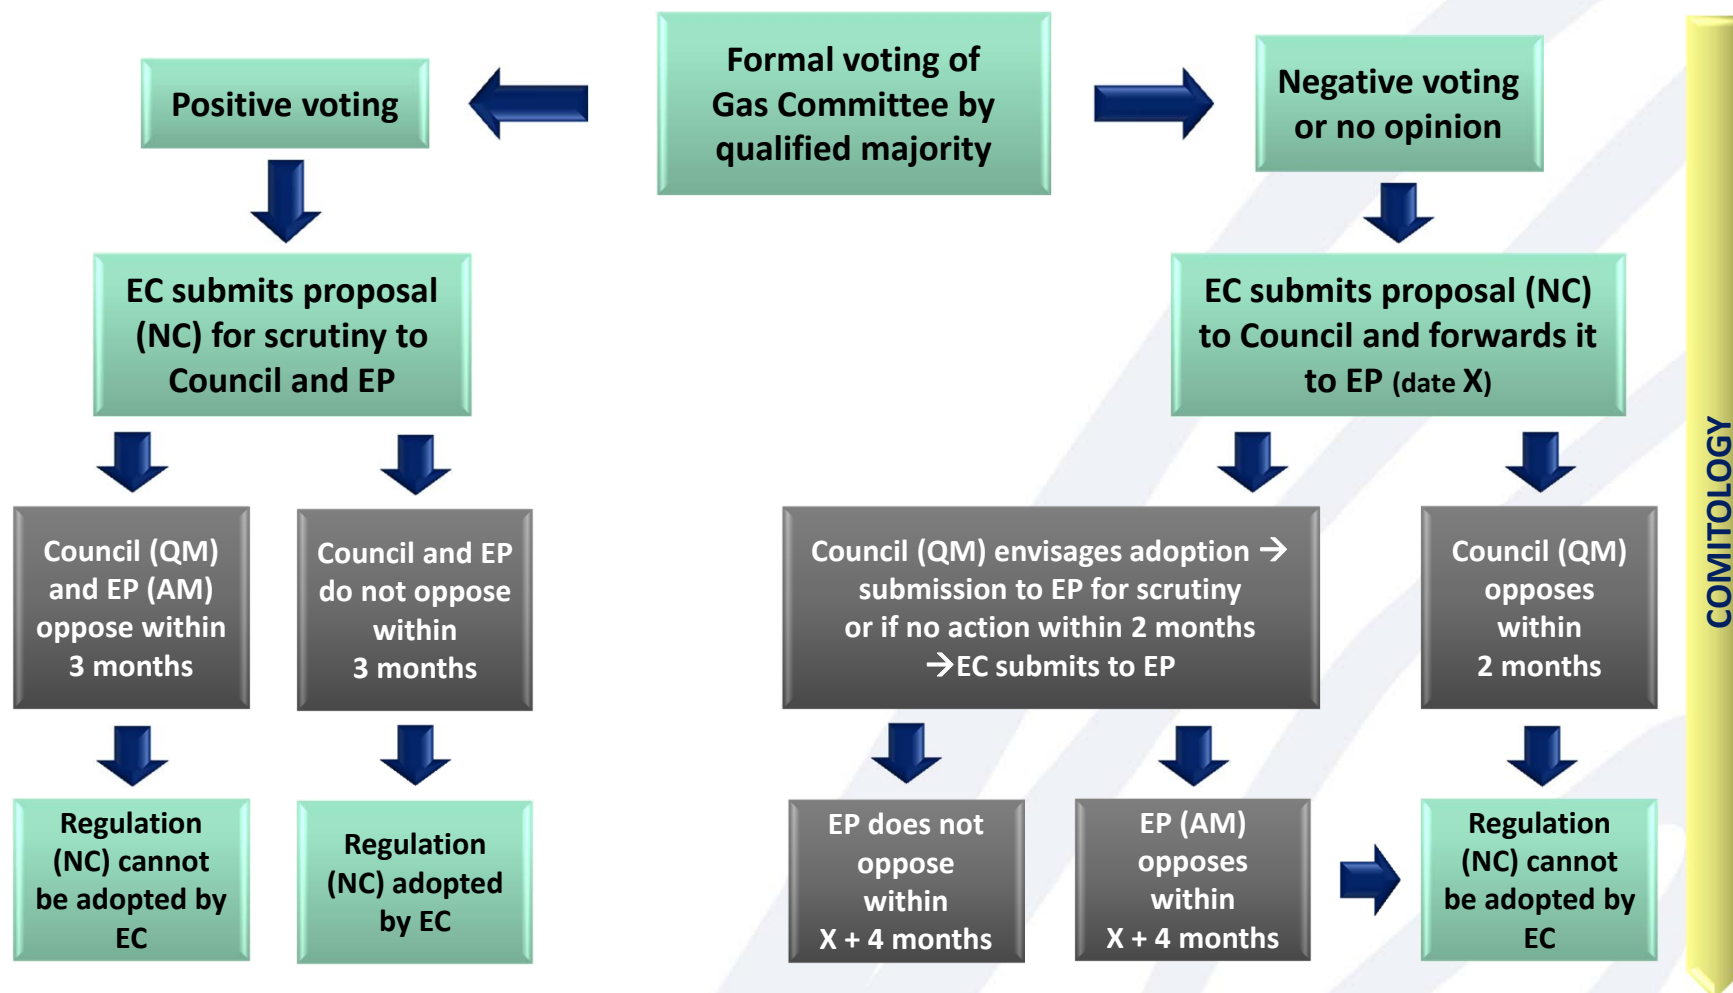 Formal voting of
Gas Committee by
qualified majority
Positive voting
Negative voting
or no opinion
EC submits proposal
(NC) for scrutiny to
Council and EP
EC submits proposal (NC)
to Council and forwards it
to EP (date X)
Council (QM)
and EP (AM)
oppose within
3 months
Council and EP
do not oppose
within
3 months
Council (QM) envisages adoption →
submission to EP for scrutiny
or if no action within 2 months
→EC submits to EP
Council (QM)
opposes
within
2 months
Regulation
(NC) cannot
be adopted by
EC
Regulation
(NC) adopted
by EC
EP does not
oppose
within
X + 4 months
EP (AM)
opposes
within
X + 4 months
Regulation
(NC) cannot
be adopted by
EC
COMITOLOGY